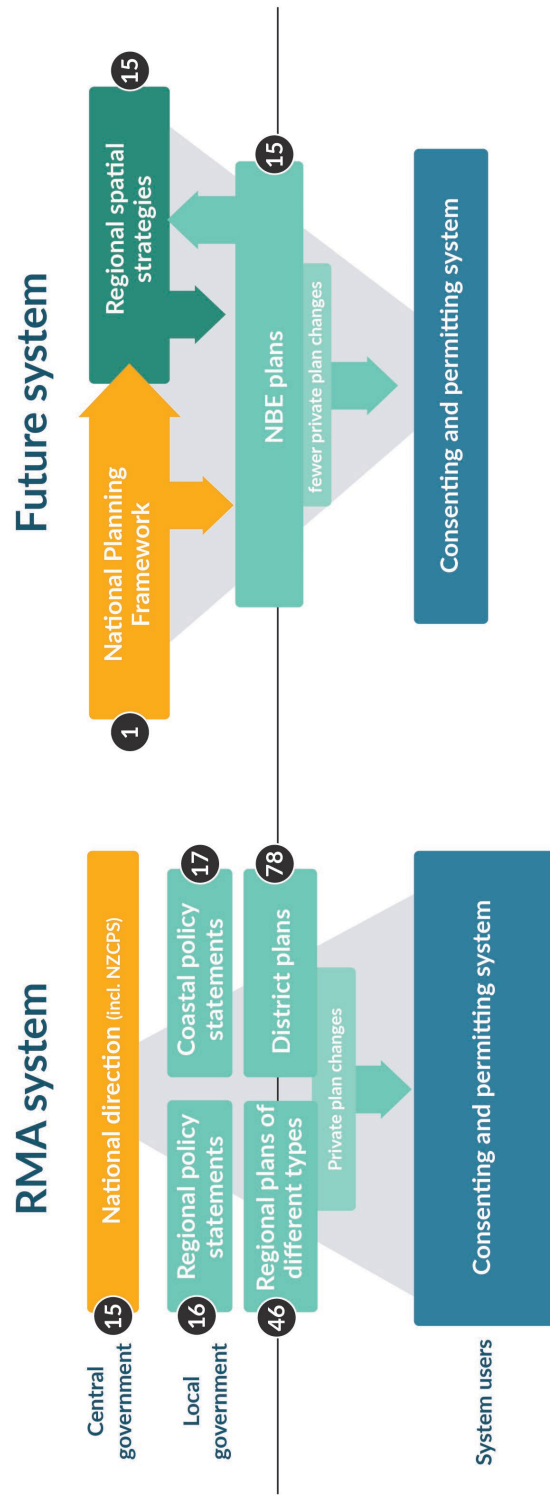 RMA system
Central
government
15
National direction (incl. NZCPS)
Local
government
16
Regional policy
statements
Coastal policy
statements
17
46
Regional plans of
different types
District plans
78
Private plan changes
System users
Consenting and permitting system
Future system
1
National Planning
Framework
Regional spatial
strategies
15
NBE plans
15
fewer private plan changes
Consenting and permitting system